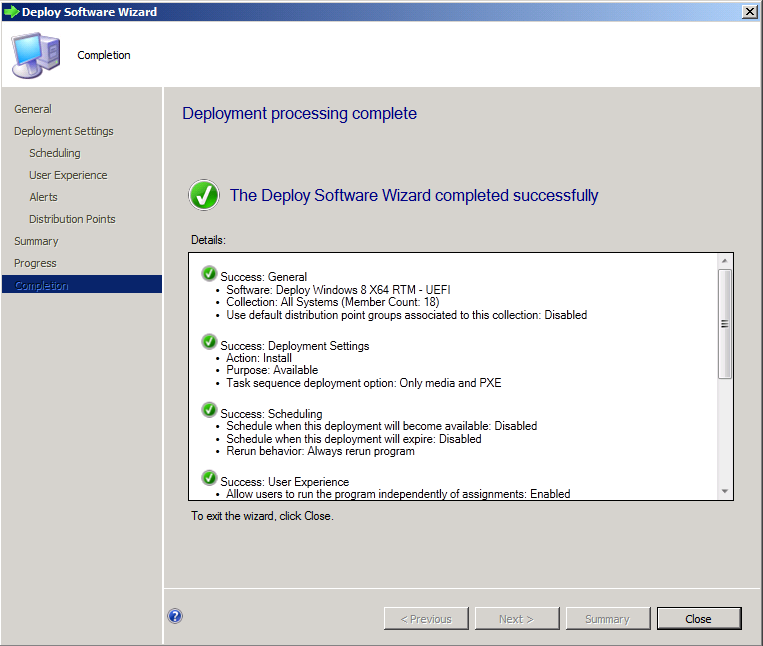 Deploy Software Wizard
Completion
General
Deployment Settings
Scheduling
User Experience
Alerts
Distribution Points
Summary
Progress
Completion
Deployment processing complete
The Deploy Software Wizard completed successfully
Details:
Success: General
• Software: Deploy Windows 8 X64 RTM - UEFI
• Collection: All Systems (Member Count: 18)
• Use default distribution point groups associated to this collection: Disabled
Success: Deployment Settings
• Action: Install
• Purpose: Available
• Task sequence deployment option: Only media and PXE
Success: Scheduling
• Schedule when this deployment will become available: Disabled
• Schedule when this deployment will expire: Disabled
• Rerun behavior: Always rerun program
Success: User Experience
• Allow users to run the program independently of assignments: Enabled
To exit the wizard, click Close.
< Previous
Next >
Summary
Close